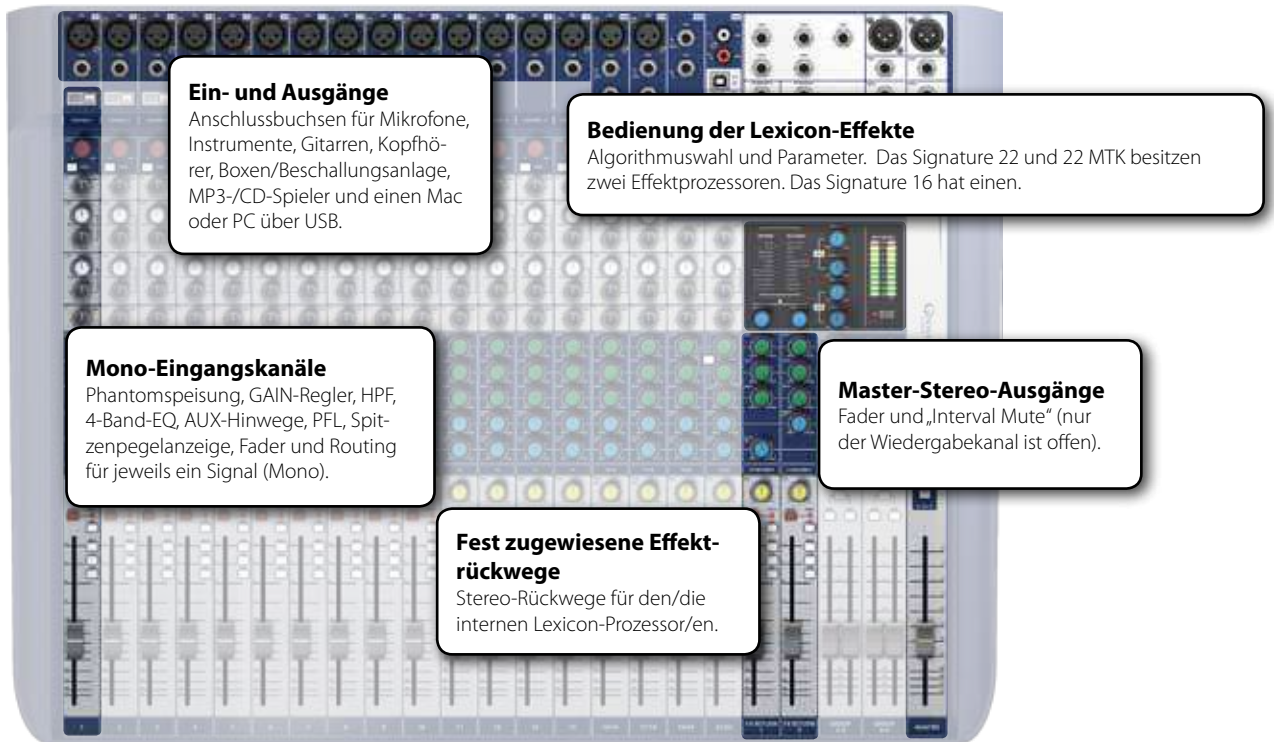 Ein- und Ausgänge
Anschlussbuchsen für Mikrofone,
Instrumente, Gitarren, Kopfhö-
rer, Boxen/Beschallungsanlage,
MP3-/CD-Spieler und einen Mac
oder PC über USB.
Bedienung der Lexicon-Effekte
Algorithmuswahl und Parameter. Das Signature 22 und 22 MTK besitzen
zwei Effektprozessoren. Das Signature 16 hat einen.
Mono-Eingangskanäle
Phantomspeisung, GAIN-Regler, HPF,
4-Band-EQ, AUX-Hinwege, PFL, Spit-
zenpegelanzeige, Fader und Routing
für jeweils ein Signal (Mono).
Master-Stereo-Ausgänge
Fader und „Interval Mute“ (nur
der Wiedergabekanal ist offen).
Fest zugewiesene Effekt-
rückwege
Stereo-Rückwege für den/die
internen Lexicon-Prozessor/en.